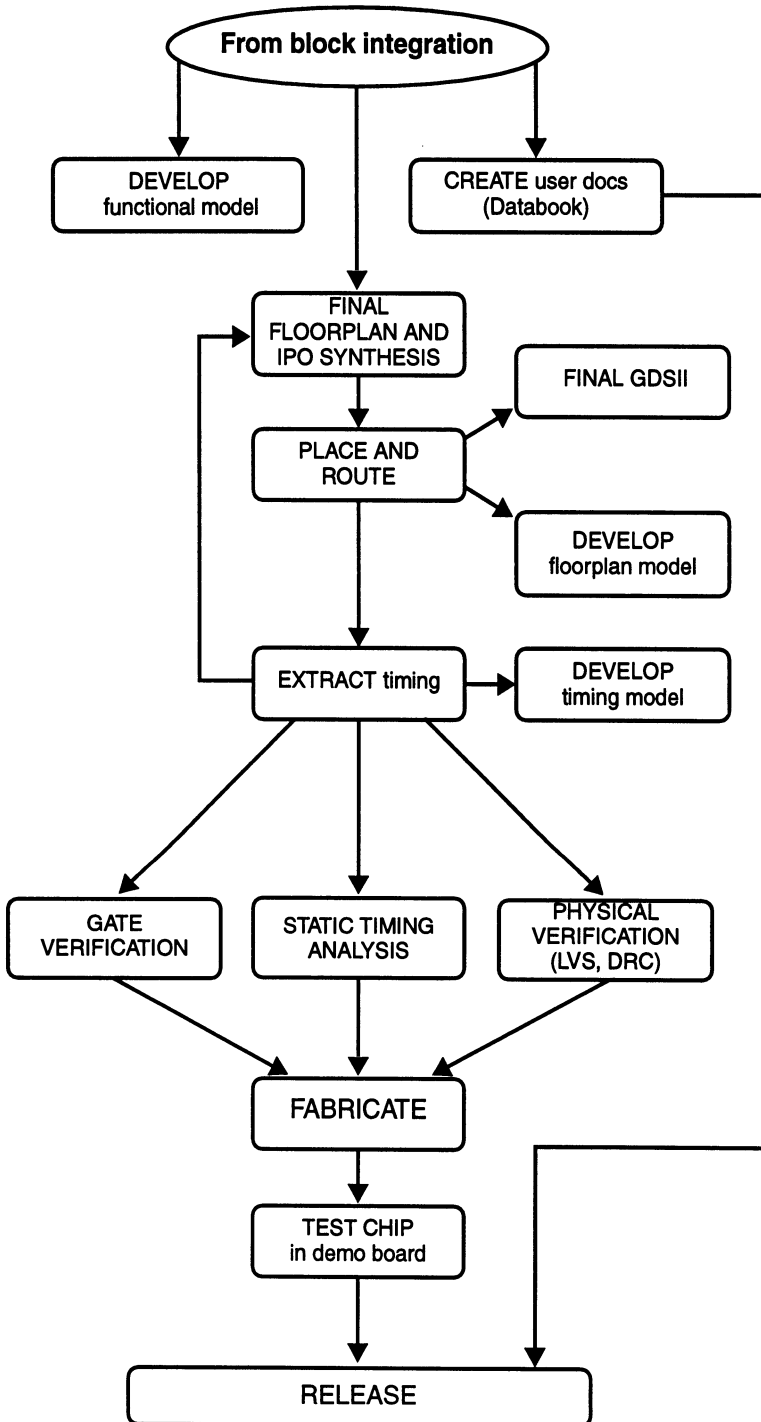 From block integration
DEVELOP
functional model
CREATE user docs
(Databook)
FINAL
FLOORPLAN AND
IPO SYNTHESIS
FINAL GDSII
PLACE AND
ROUTE
DEVELOP
floorplan model
EXTRACT timing
DEVELOP
timing model
GATE
VERIFICATION
STATIC TIMING
ANALYSIS
PHYSICAL
VERIFICATION
(LVS, DRC)
FABRICATE
TEST CHIP
in demo board
RELEASE